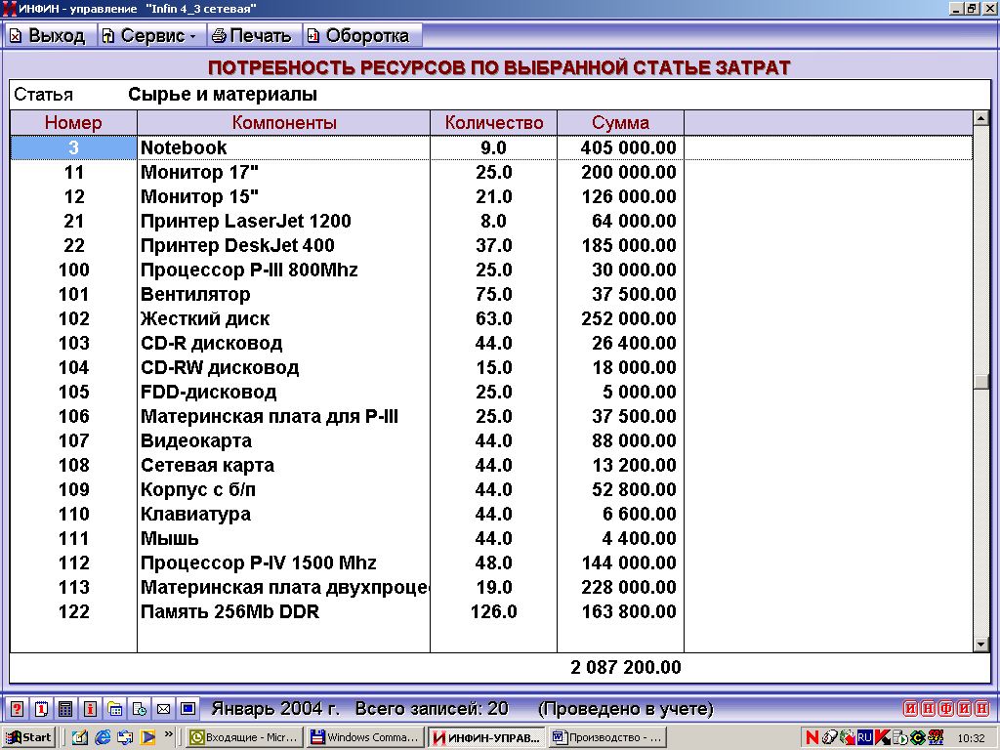 ИНФИН - управление "Infin 4_3 сетевая"
Выход Сервис Печать Оборотка
ПОТРЕБНОСТЬ РЕСУРСОВ ПО ВЫБРАННОЙ СТАТЬЕ ЗАТРАТ
Статья Сырье и материалы
Номер Компоненты Количество Сумма
3 Notebook 9.0 405 000.00
11 Монитор 17" 25.0 200 000.00
12 Монитор 15" 21.0 126 000.00
21 Принтер LaserJet 1200 8.0 64 000.00
22 Принтер DeskJet 400 37.0 185 000.00
100 Процессор P-III 800Mhz 25.0 30 000.00
101 Вентилятор 75.0 37 500.00
102 Жесткий диск 63.0 252 000.00
103 CD-R дисковод 44.0 26 400.00
104 CD-RW дисковод 15.0 18 000.00
105 FDD-дисковод 25.0 5 000.00
106 Материнская плата для P-III 25.0 37 500.00
107 Видеокарта 44.0 88 000.00
108 Сетевая карта 44.0 13 200.00
109 Корпус с б/п 44.0 52 800.00
110 Клавиатура 44.0 6 600.00
111 Мышь 44.0 4 400.00
112 Процессор P-IV 1500 Mhz 48.0 144 000.00
113 Материнская плата двухпроце 19.0 228 000.00
122 Память 256Mb DDR 126.0 163 800.00
2 087 200.00
Январь 2004 г. Всего записей: 20 (Проведено в учете) ИНФИН
Start » Входящие - Micr... Windows Comma... ИНФИН-УПРАВ... Производство - ... RU 10:32